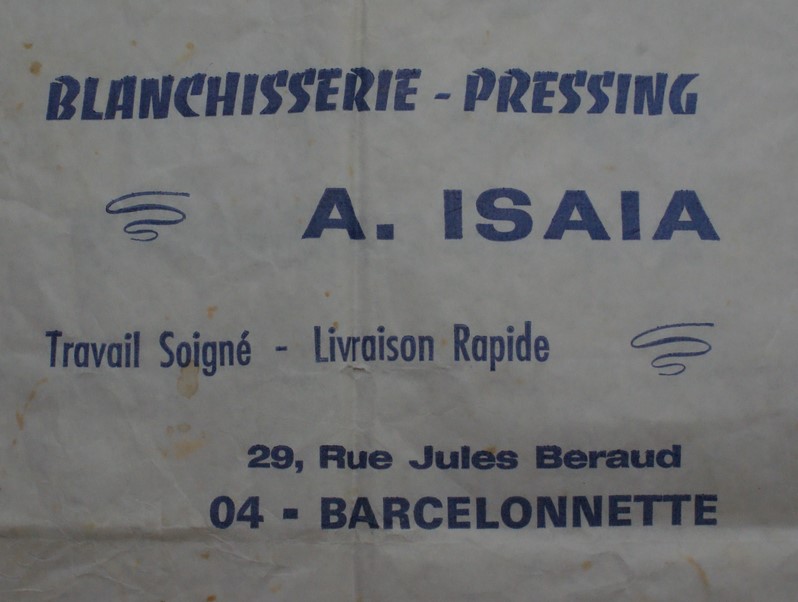 BLANCHISSERIE - PRESSING
A. ISAIA
Travail Soigné - Livraison Rapide
29, Rue Jules Beraud
04 - BARCELONNETTE